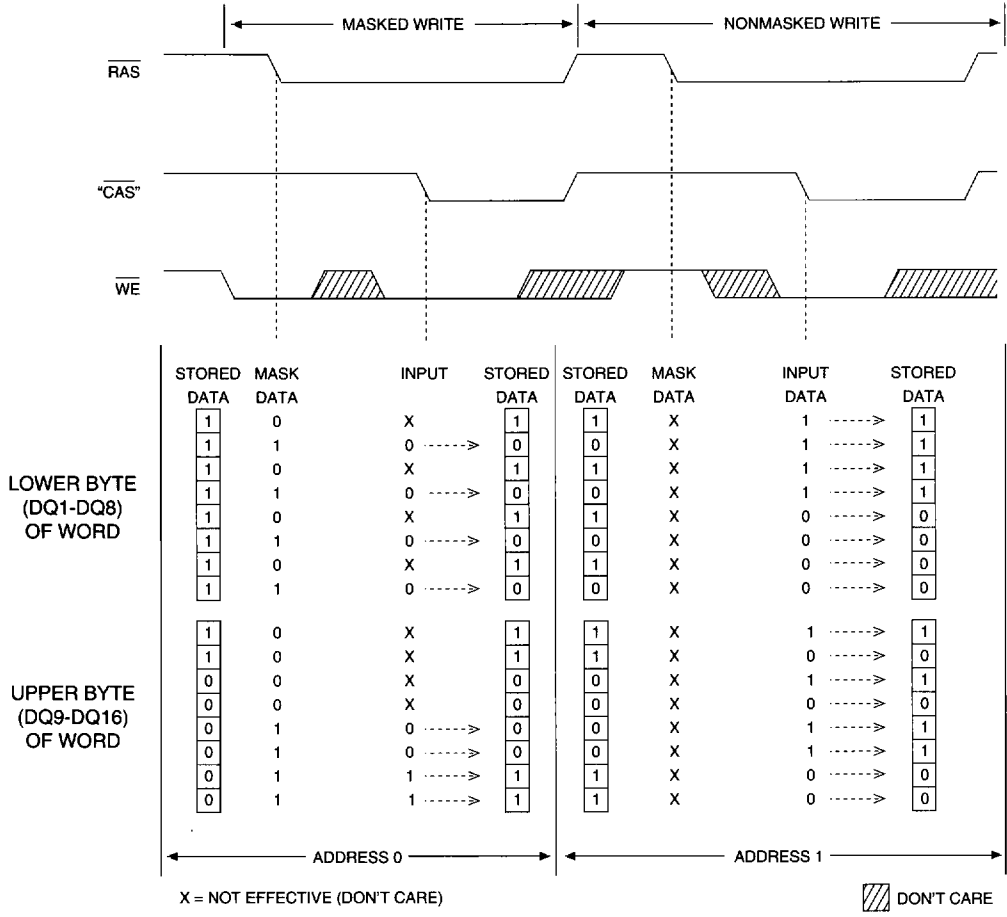 MASKED WRITE NONMASKED WRITE
RAS
"CAS"
WE
STORED MASK INPUT STORED STORED MASK INPUT STORED
DATA DATA DATA DATA DATA DATA DATA
1 0 X 1 1 X 1 1
1 1 0 0 0 X 1 1
1 0 X 1 1 X 1 1
1 1 0 0 0 X 1 1
1 0 X 1 1 X 0 0
1 1 0 0 0 X 0 0
1 0 X 1 1 X 0 0
1 1 0 0 0 X 0 0
LOWER BYTE
(DQ1-DQ8)
OF WORD
1 0 X 1 1 X 1 1
1 0 X 1 1 X 0 0
0 0 X 0 0 X 1 1
0 0 X 0 0 X 0 0
0 1 0 0 0 X 1 1
0 1 0 0 0 X 1 1
0 1 1 1 1 X 0 0
0 1 1 1 1 X 0 0
UPPER BYTE
(DQ9-DQ16)
OF WORD
ADDRESS 0 ADDRESS 1
X = NOT EFFECTIVE (DON'T CARE) DON'T CARE